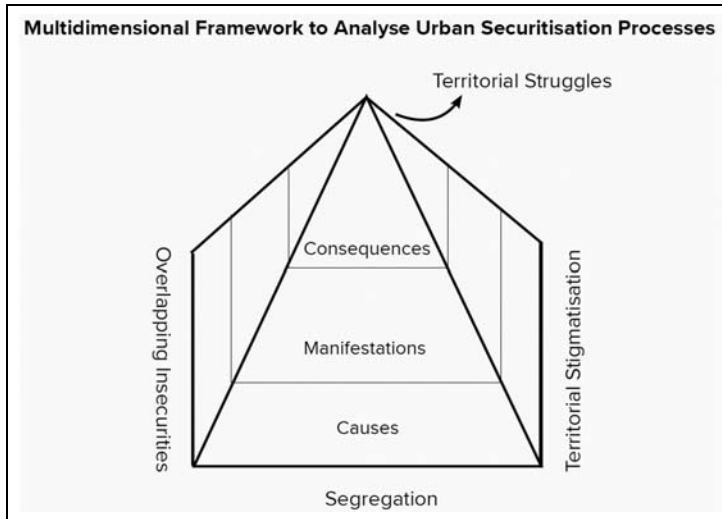 Multidimensional Framework to Analyse Urban Securitisation Processes
Territorial Struggles
Consequences
Overlapping Insecurities
Territorial Stigmatisation
Manifestations
Causes
Segregation